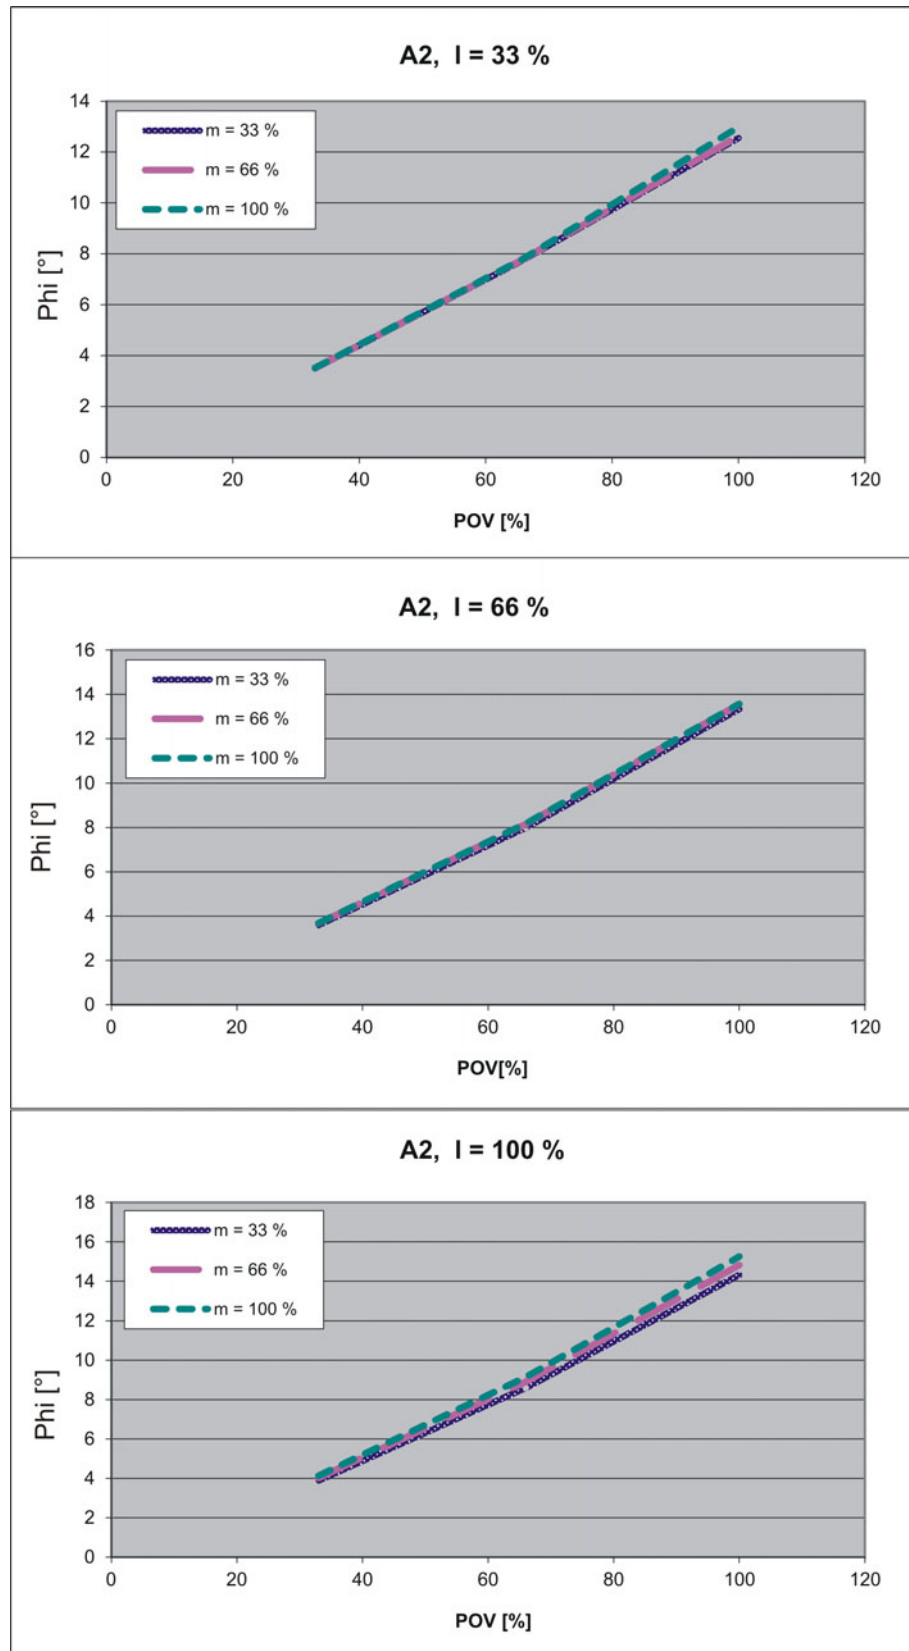 A2, l = 33 %
14
12
10
8
6
4
2
0
m = 33 %
m = 66 %
m = 100 %
Phi [°]
0 20 40 60 80 100 120
POV [%]
A2, l = 66 %
16
14
12
10
8
6
4
2
0
m = 33 %
m = 66 %
m = 100 %
Phi [°]
0 20 40 60 80 100 120
POV[%]
A2, l = 100 %
18
16
14
12
10
8
6
4
2
0
m = 33 %
m = 66 %
m = 100 %
Phi [°]
0 20 40 60 80 100 120
POV [%]